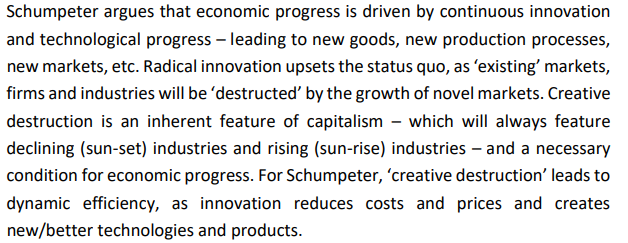 Schumpeter argues that economic progress is driven by continuous innovation
and technological progress – leading to new goods, new production processes,
new markets, etc. Radical innovation upsets the status quo, as ‘existing’ markets,
firms and industries will be ‘destructed’ by the growth of novel markets. Creative
destruction is an inherent feature of capitalism – which will always feature
declining (sun-set) industries and rising (sun-rise) industries – and a necessary
condition for economic progress. For Schumpeter, ‘creative destruction’ leads to
dynamic efficiency, as innovation reduces costs and prices and creates
new/better technologies and products.